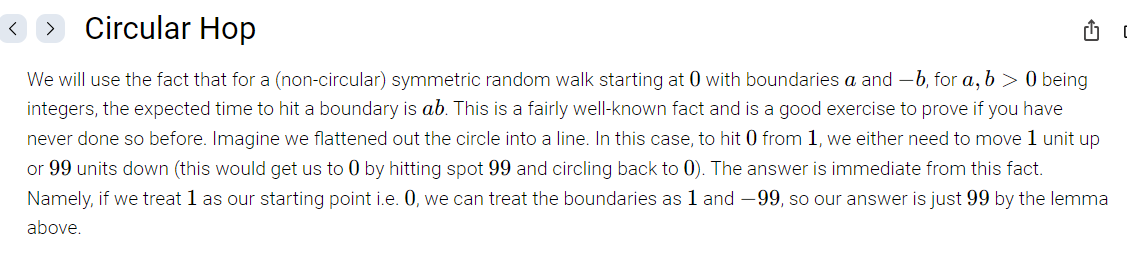 Circular Hop
We will use the fact that for a (non-circular) symmetric random walk starting at 0 with boundaries a and −b, for a, b > 0 being
integers, the expected time to hit a boundary is ab. This is a fairly well-known fact and is a good exercise to prove if you have
never done so before. Imagine we flattened out the circle into a line. In this case, to hit 0 from 1, we either need to move 1 unit up
or 99 units down (this would get us to 0 by hitting spot 99 and circling back to 0). The answer is immediate from this fact.
Namely, if we treat 1 as our starting point i.e. 0, we can treat the boundaries as 1 and −99, so our answer is just 99 by the lemma
above.